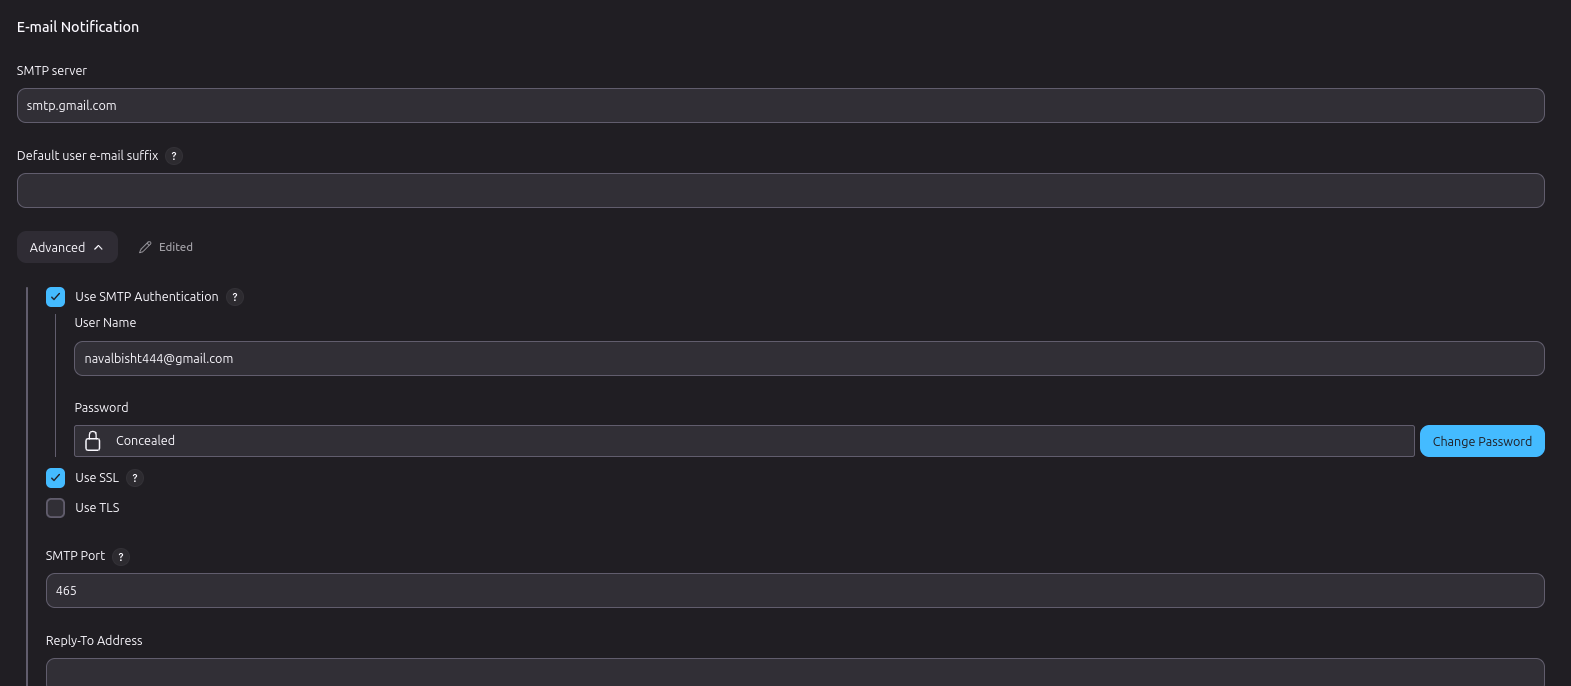 E-mail Notification
SMTP server
smtp.gmail.com
Default user e-mail suffix ?
Advanced Edited
Use SMTP Authentication ?
User Name
navalbisht444@gmail.com
Password
Concealed Change Password
Use SSL ?
Use TLS
SMTP Port ?
465
Reply-To Address